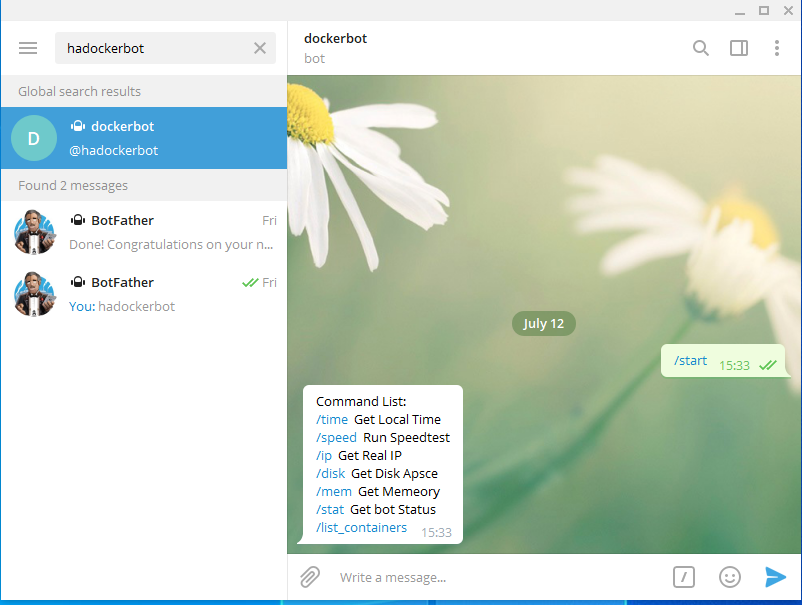 hadockerbot
Global search results
D
dockerbot
@hadockerbot
Found 2 messages
BotFather Fri
Done! Congratulations on your n...
BotFather Fri
You: hadockerbot
dockerbot
bot
July 12
/start 15:33
Command List:
/time Get Local Time
/speed Run Speedtest
/ip Get Real IP
/disk Get Disk Apsce
/mem Get Memeory
/stat Get bot Status
/list_containers 15:33
Write a message...